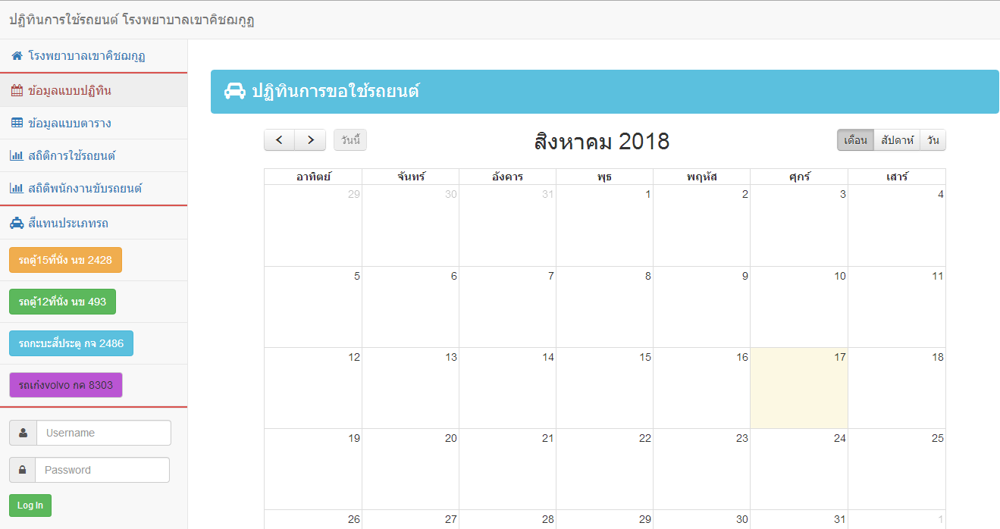 ปฏิทินการใช้รถยนต์ โรงพยาบาลเขาคิชฌกูฏ
โรงพยาบาลเขาคิชฌกูฏ
ข้อมูลแบบปฏิทิน
ข้อมูลแบบตาราง
สถิติการใช้รถยนต์
สถิติพนักงานขับรถยนต์
สีแทนประเภทรถ
รถตู้15ที่นั่ง นข 2428
รถตู้12ที่นั่ง นข 493
รถกะบะสี่ประตู กจ 2486
รถเก๋งvolvo กค 8303
Username
Password
Log In
ปฏิทินการขอใช้รถยนต์
วันนี้
สิงหาคม 2018
เดือน สัปดาห์ วัน
อาทิตย์ จันทร์ อังคาร พุธ พฤหัส ศุกร์ เสาร์
29 30 31 1 2 3 4
5 6 7 8 9 10 11
12 13 14 15 16 17 18
19 20 21 22 23 24 25
26 27 28 29 30 31 1